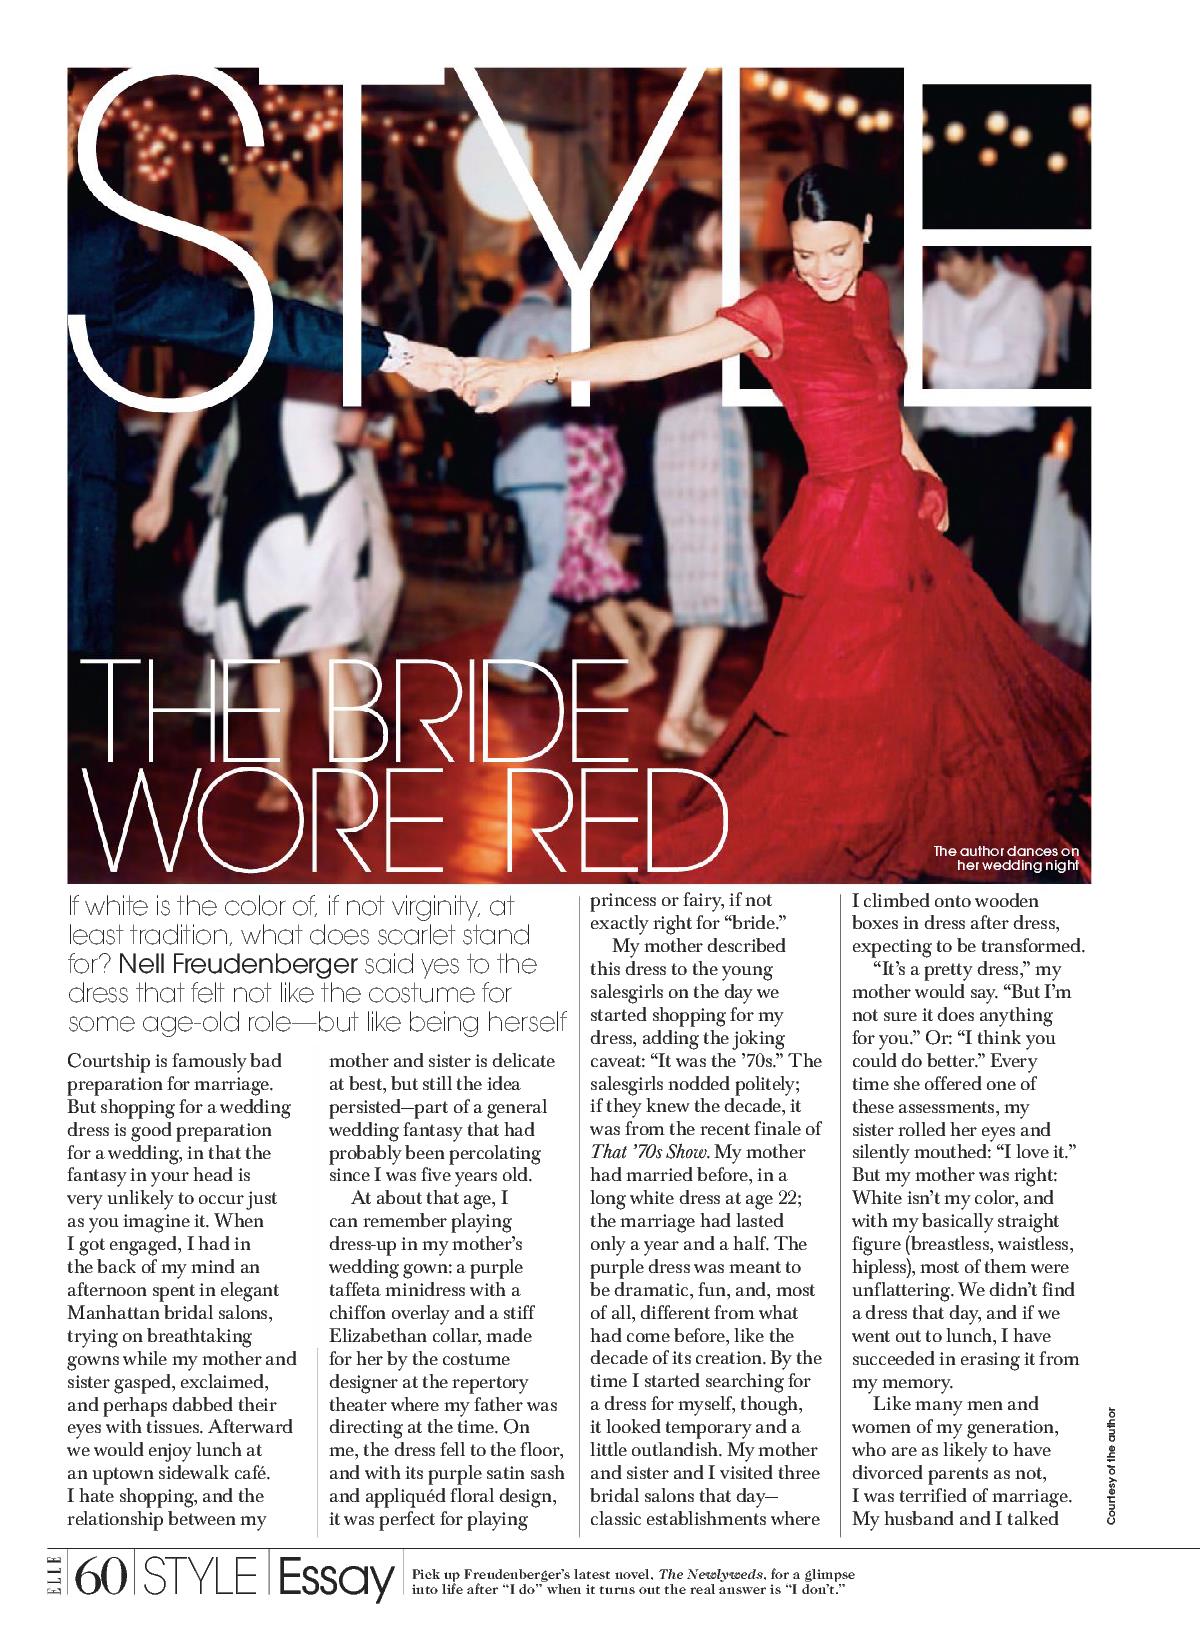 STYLE
THE BRIDE
WORE RED
The author dances on
her wedding night
If white is the color of, if not virginity, at
least tradition, what does scarlet stand
for? Nell Freudenberger said yes to the
dress that felt not like the costume for
some age-old role—but like being herself
Courtship is famously bad
preparation for marriage.
But shopping for a wedding
dress is good preparation
for a wedding, in that the
fantasy in your head is
very unlikely to occur just
as you imagine it. When
I got engaged, I had in
the back of my mind an
afternoon spent in elegant
Manhattan bridal salons,
trying on breathtaking
gowns while my mother and
sister gasped, exclaimed,
and perhaps dabbed their
eyes with tissues. Afterward
we would enjoy lunch at
an uptown sidewalk café.
I hate shopping, and the
relationship between my
mother and sister is delicate
at best, but still the idea
persisted—part of a general
wedding fantasy that had
probably been percolating
since I was five years old.
At about that age, I
can remember playing
dress-up in my mother's
wedding gown: a purple
taffeta minidress with a
chiffon overlay and a stiff
Elizabethan collar, made
for her by the costume
designer at the repertory
theater where my father was
directing at the time. On
me, the dress fell to the floor,
and with its purple satin sash
and appliquéd floral design,
it was perfect for playing
princess or fairy, if not
exactly right for “bride.”
My mother described
this dress to the young
salesgirls on the day we
started shopping for my
dress, adding the joking
caveat: “It was the ’70s.” The
salesgirls nodded politely;
if they knew the decade, it
was from the recent finale of
That ’70s Show. My mother
had married before, in a
long white dress at age 22;
the marriage had lasted
only a year and a half. The
purple dress was meant to
be dramatic, fun, and, most
of all, different from what
had come before, like the
decade of its creation. By the
time I started searching for
a dress for myself, though,
it looked temporary and a
little outlandish. My mother
and sister and I visited three
bridal salons that day—
classic establishments where
I climbed onto wooden
boxes in dress after dress,
expecting to be transformed.
“It’s a pretty dress,” my
mother would say. “But I’m
not sure it does anything
for you.” Or: “I think you
could do better.” Every
time she offered one of
these assessments, my
sister rolled her eyes and
silently mouthed: “I love it.”
But my mother was right:
White isn’t my color, and
with my basically straight
figure (breastless, waistless,
hipless), most of them were
unflattering. We didn’t find
a dress that day, and if we
went out to lunch, I have
succeeded in erasing it from
my memory.
Like many men and
women of my generation,
who are as likely to have
divorced parents as not,
I was terrified of marriage.
My husband and I talked
Courtesy of the author
ELLE 60 STYLE Essay
Pick up Freudenberger’s latest novel, The Newlyweds, for a glimpse
into life after “I do” when it turns out the real answer is “I don’t.”